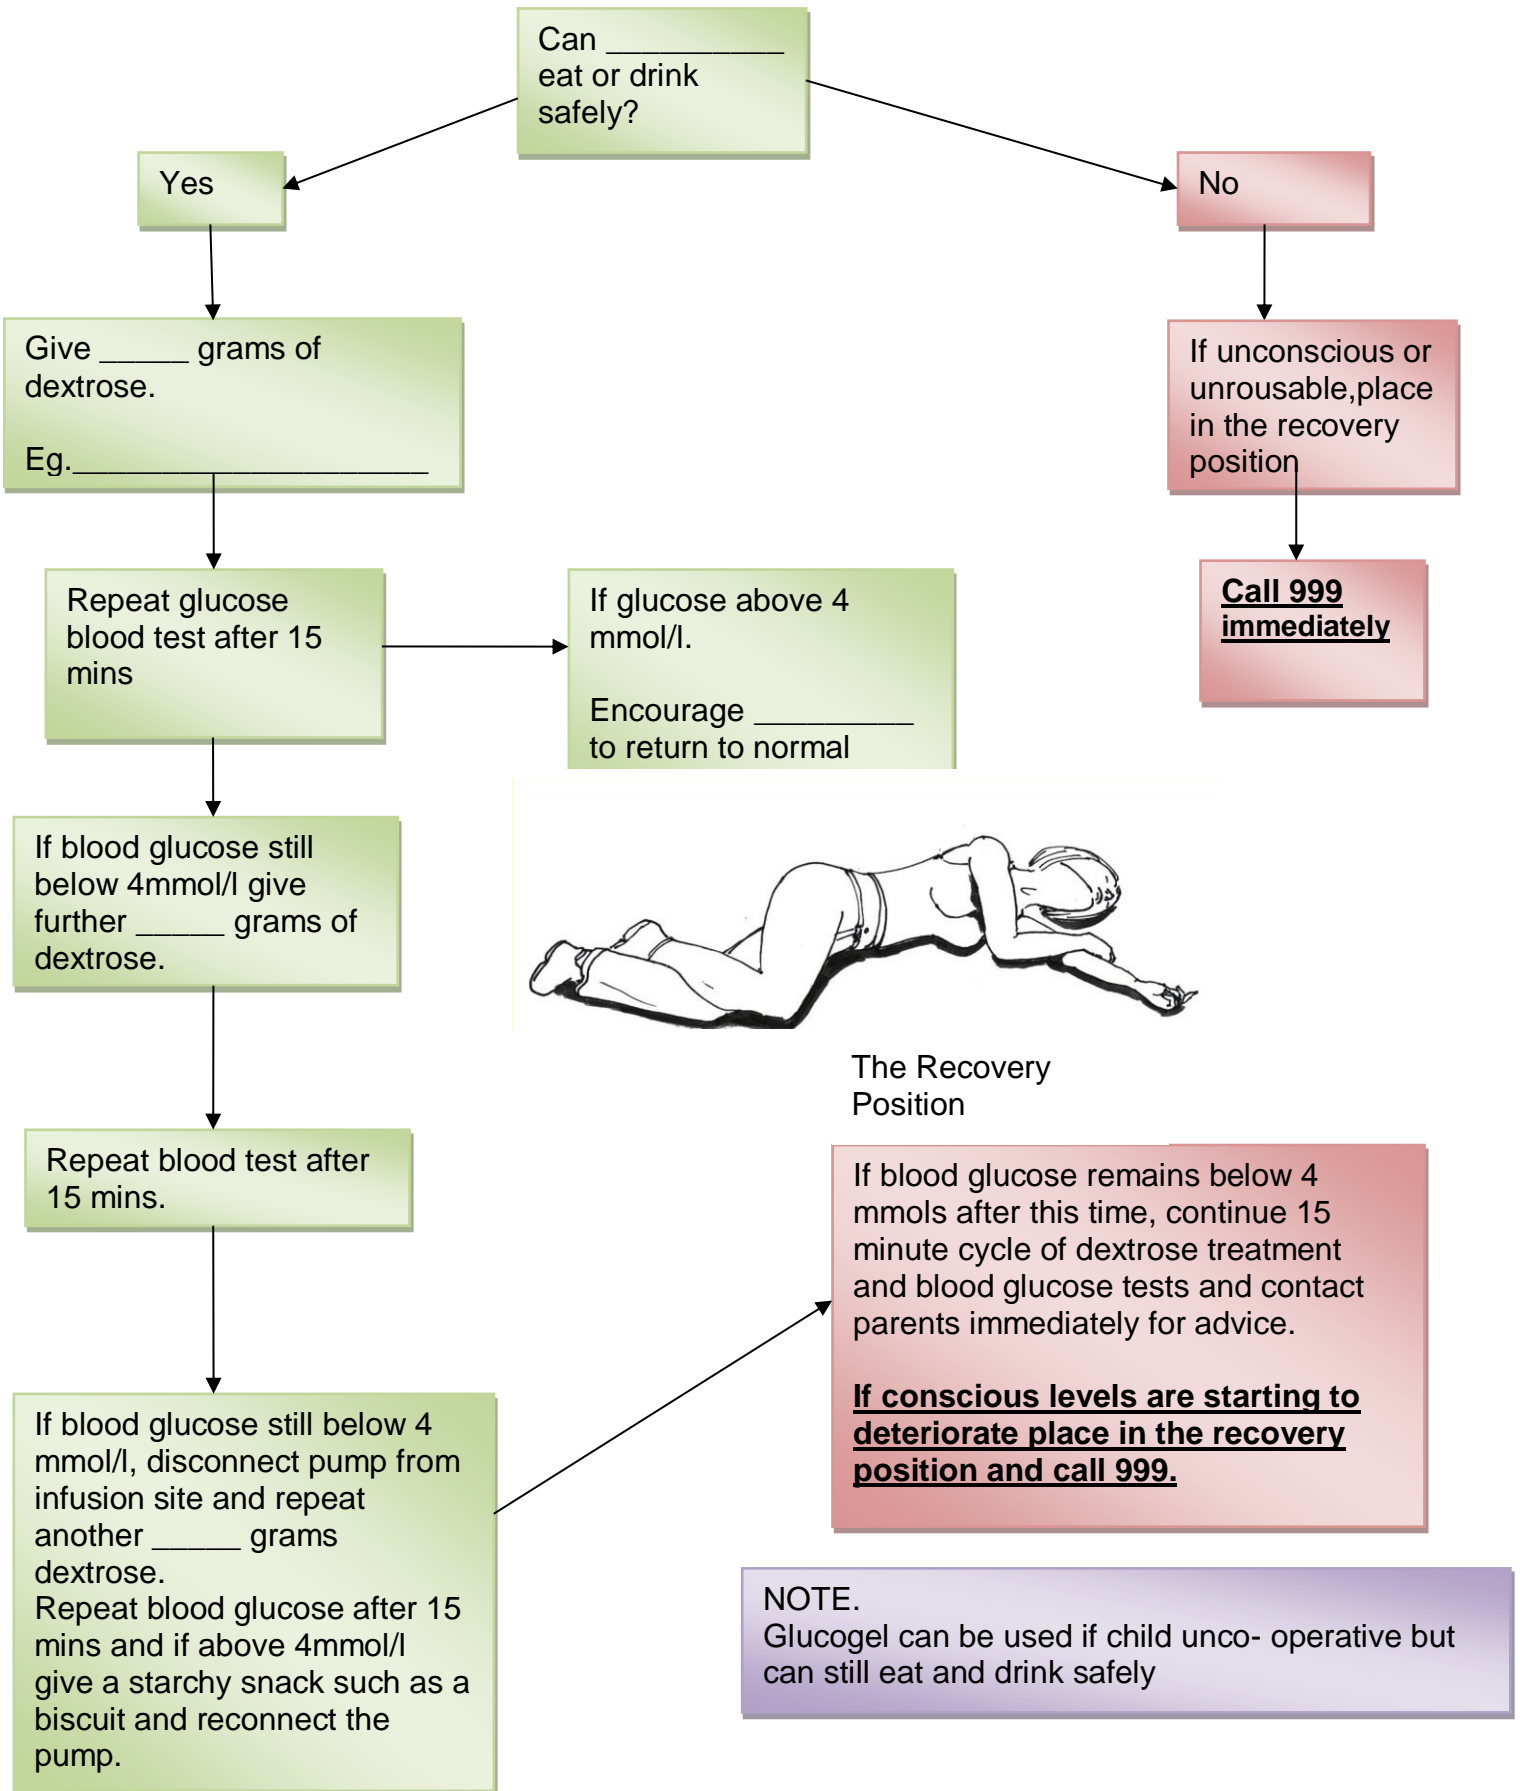 Can __________
eat or drink
safely?
Yes
No
Give _____ grams of
dextrose.
Eg.____________________
If unconscious or
unrousable,place
in the recovery
position
Call 999
immediately
Repeat glucose
blood test after 15
mins
If glucose above 4
mmol/l.
Encourage _________
to return to normal
If blood glucose still
below 4mmol/l give
further _____ grams of
dextrose.
The Recovery
Position
Repeat blood test after
15 mins.
If blood glucose remains below 4
mmols after this time, continue 15
minute cycle of dextrose treatment
and blood glucose tests and contact
parents immediately for advice.
If conscious levels are starting to
deteriorate place in the recovery
position and call 999.
If blood glucose still below 4
mmol/l, disconnect pump from
infusion site and repeat
another _____ grams
dextrose.
Repeat blood glucose after 15
mins and if above 4mmol/l
give a starchy snack such as a
biscuit and reconnect the
pump.
NOTE.
Glucogel can be used if child unco- operative but
can still eat and drink safely